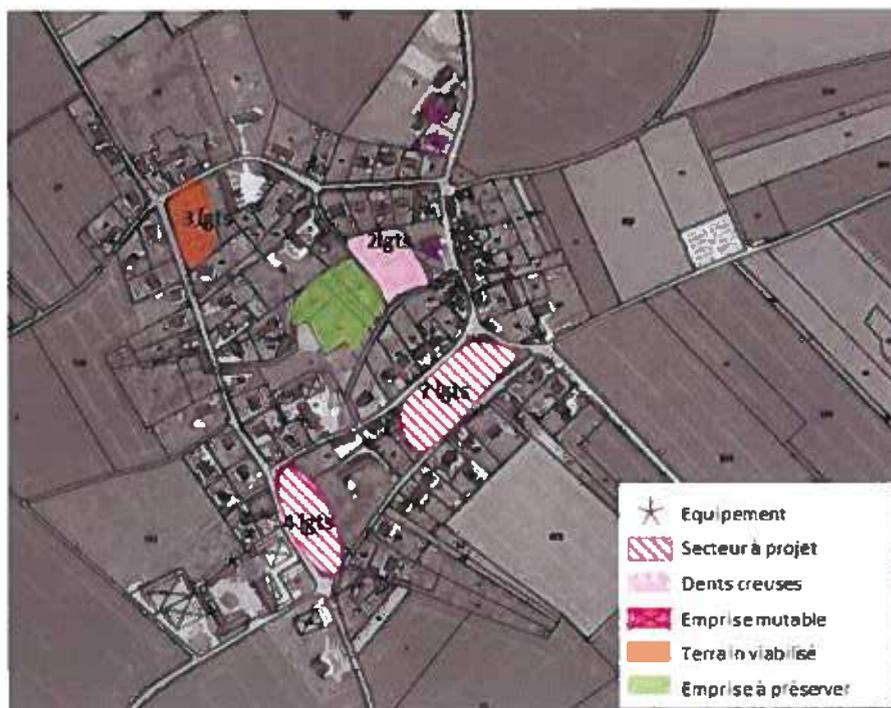 3 lgts
2lgts
7 lgts
4 lgts
Equipement
Secteur à projet
Dents creuses
Emprise mutable
Terrain viabilisé
Emprise à préserver